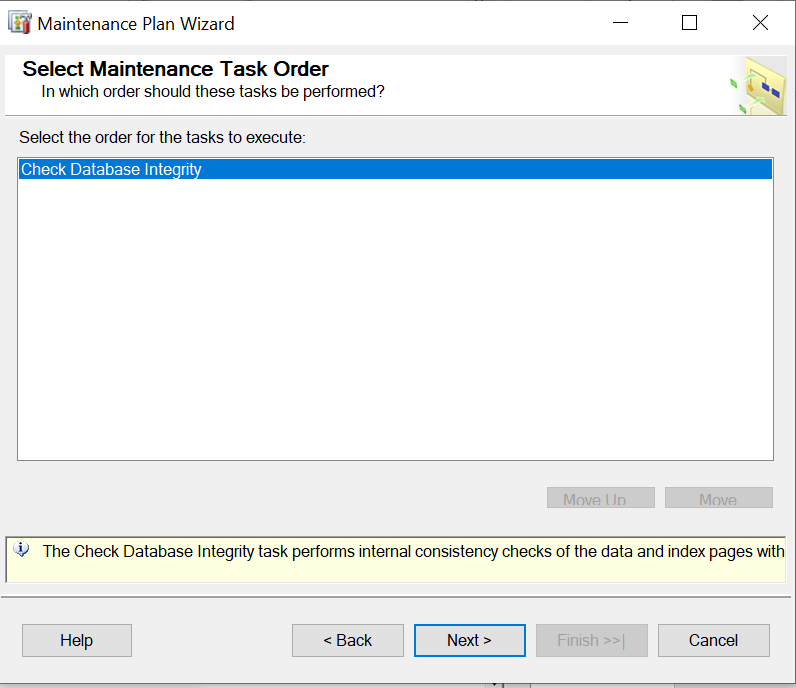 Maintenance Plan Wizard
Select Maintenance Task Order
In which order should these tasks be performed?
Select the order for the tasks to execute:
Check Database Integrity
Move Up
Move
The Check Database Integrity task performs internal consistency checks of the data and index pages with
Help
< Back
Next >
Finish >>|
Cancel